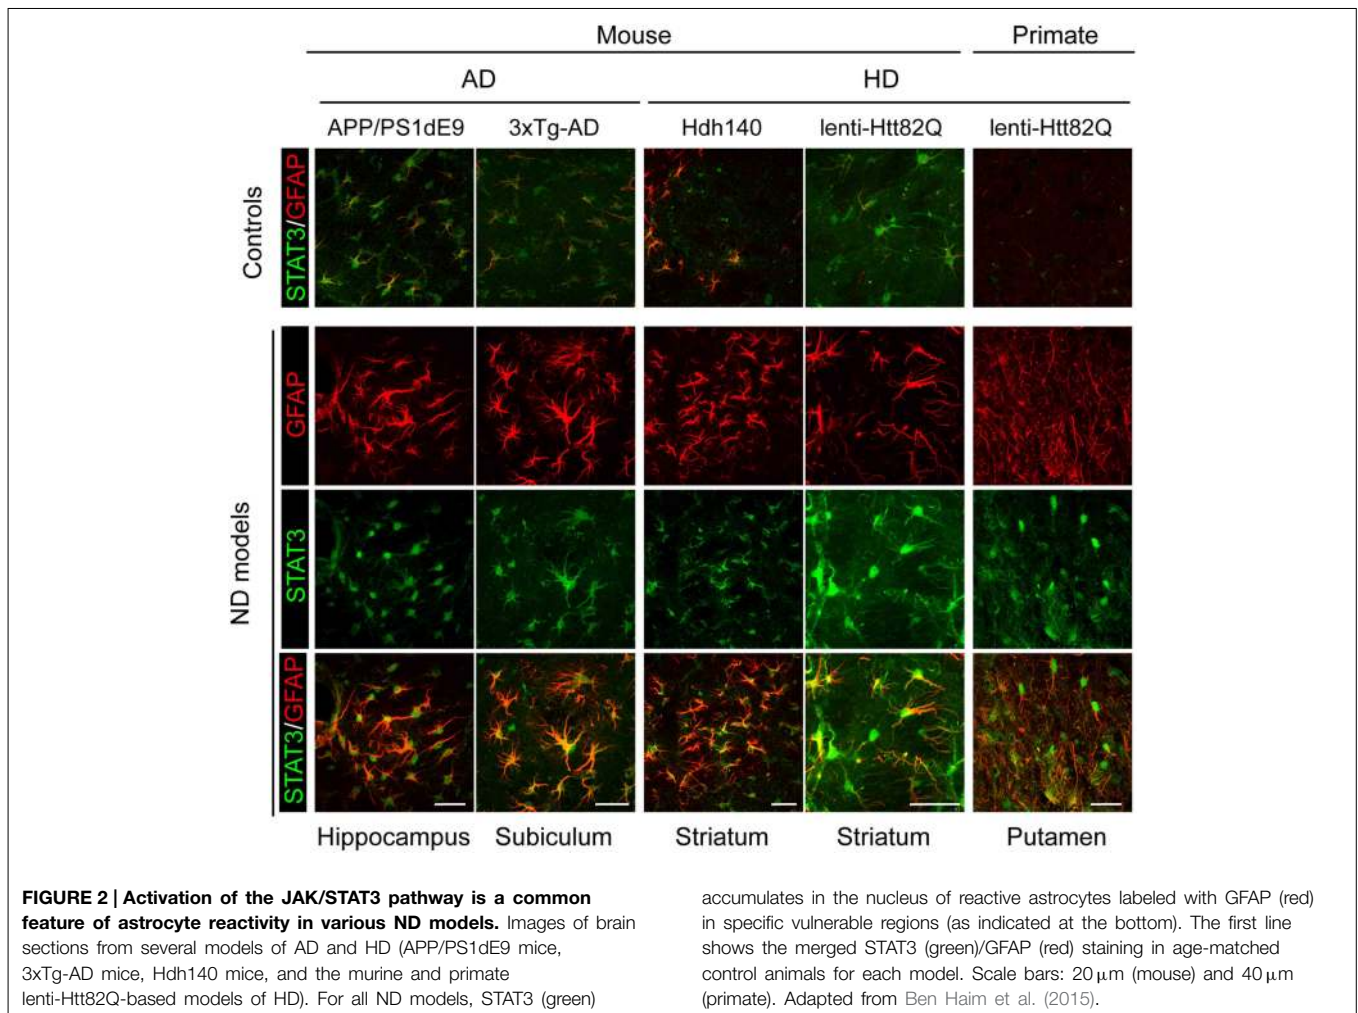 Mouse
Primate
AD
HD
APP/PS1dE9
3xTg-AD
Hdh140
lenti-Htt82Q
lenti-Htt82Q
Controls
STAT3/GFAP
ND models
GFAP
STAT3
STAT3/GFAP
Hippocampus
Subiculum
Striatum
Striatum
Putamen
FIGURE 2 | Activation of the JAK/STAT3 pathway is a common
feature of astrocyte reactivity in various ND models. Images of brain
sections from several models of AD and HD (APP/PS1dE9 mice,
3xTg-AD mice, Hdh140 mice, and the murine and primate
lenti-Htt82Q-based models of HD). For all ND models, STAT3 (green)
accumulates in the nucleus of reactive astrocytes labeled with GFAP (red)
in specific vulnerable regions (as indicated at the bottom). The first line
shows the merged STAT3 (green)/GFAP (red) staining in age-matched
control animals for each model. Scale bars: 20 μm (mouse) and 40 μm
(primate). Adapted from Ben Haim et al. (2015).